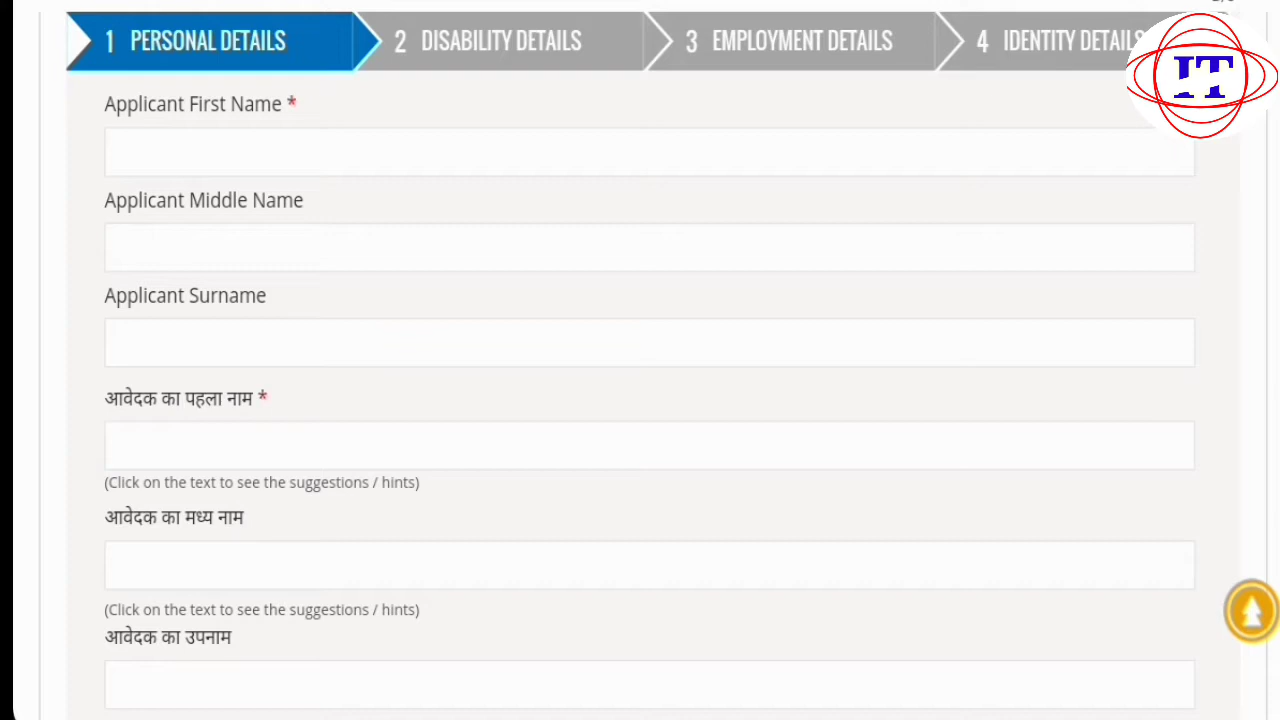 1 PERSONAL DETAILS 2 DISABILITY DETAILS 3 EMPLOYMENT DETAILS 4 IDENTITY DETAILS
IT
Applicant First Name *
Applicant Middle Name
Applicant Surname
आवेदक का पहला नाम *
(Click on the text to see the suggestions / hints)
आवेदक का मध्य नाम
(Click on the text to see the suggestions / hints)
आवेदक का उपनाम